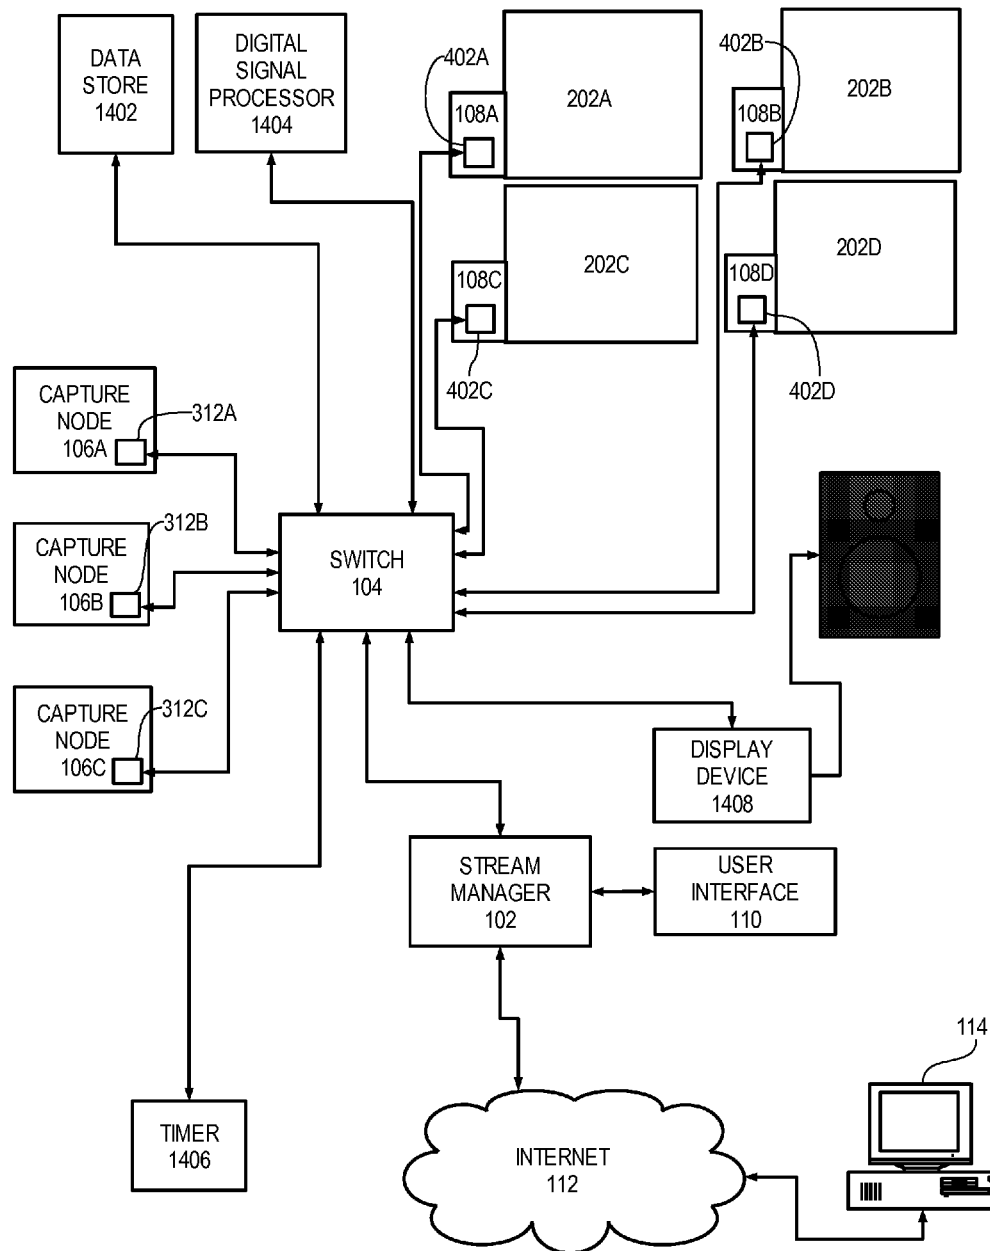 DATA
STORE
1402
DIGITAL
SIGNAL
PROCESSOR
1404
402A
108A
202A
402B
108B
202B
108C
202C
402C
108D
202D
402D
CAPTURE
NODE
106A
312A
CAPTURE
NODE
106B
312B
CAPTURE
NODE
106C
312C
SWITCH
104
DISPLAY
DEVICE
1408
STREAM
MANAGER
102
USER
INTERFACE
110
TIMER
1406
INTERNET
112
114